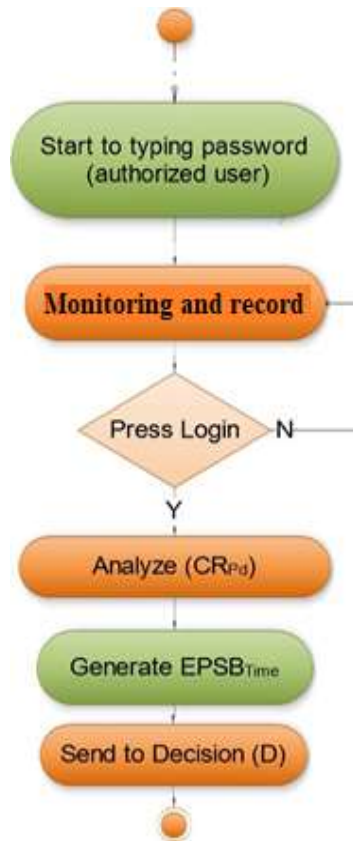 Start to typing password
(authorized user)
Monitoring and record
Press Login
N
Y
Analyze (CRPd)
Generate EPSBTime
Send to Decision (D)